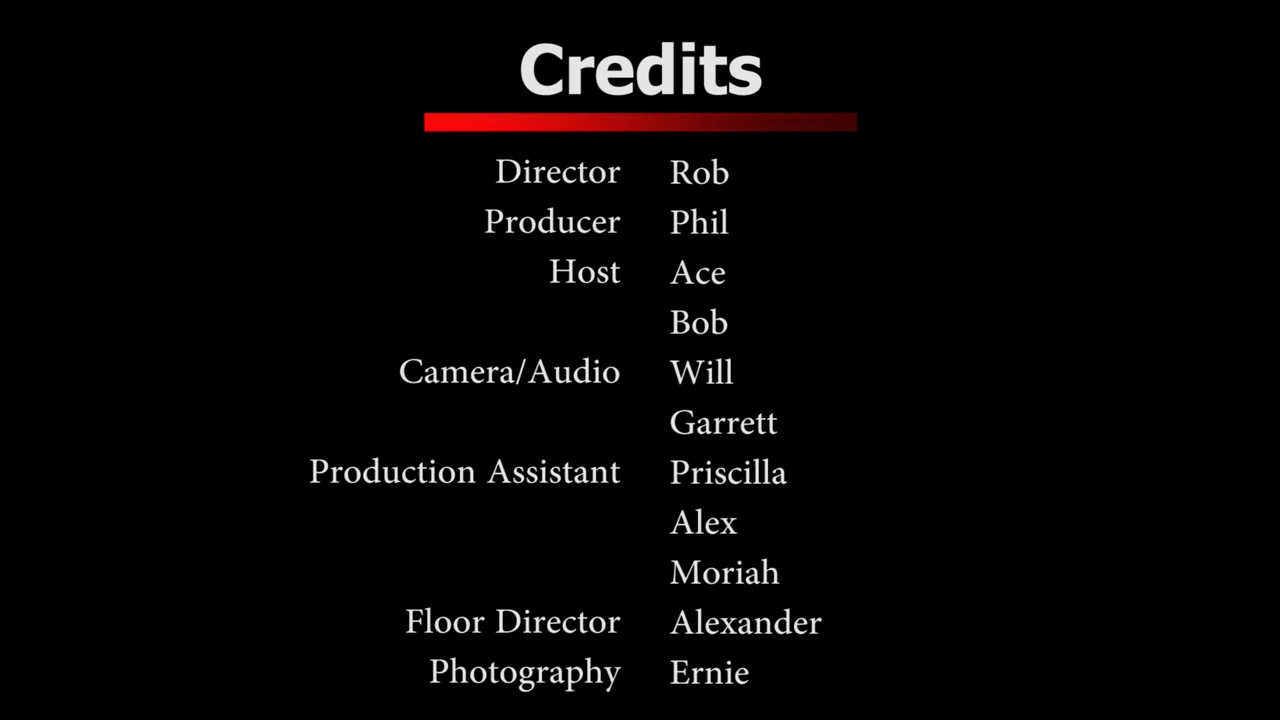 Credits
Director Rob
Producer Phil
Host Ace
Bob
Camera/Audio Will
Garrett
Production Assistant Priscilla
Alex
Moriah
Floor Director Alexander
Photography Ernie